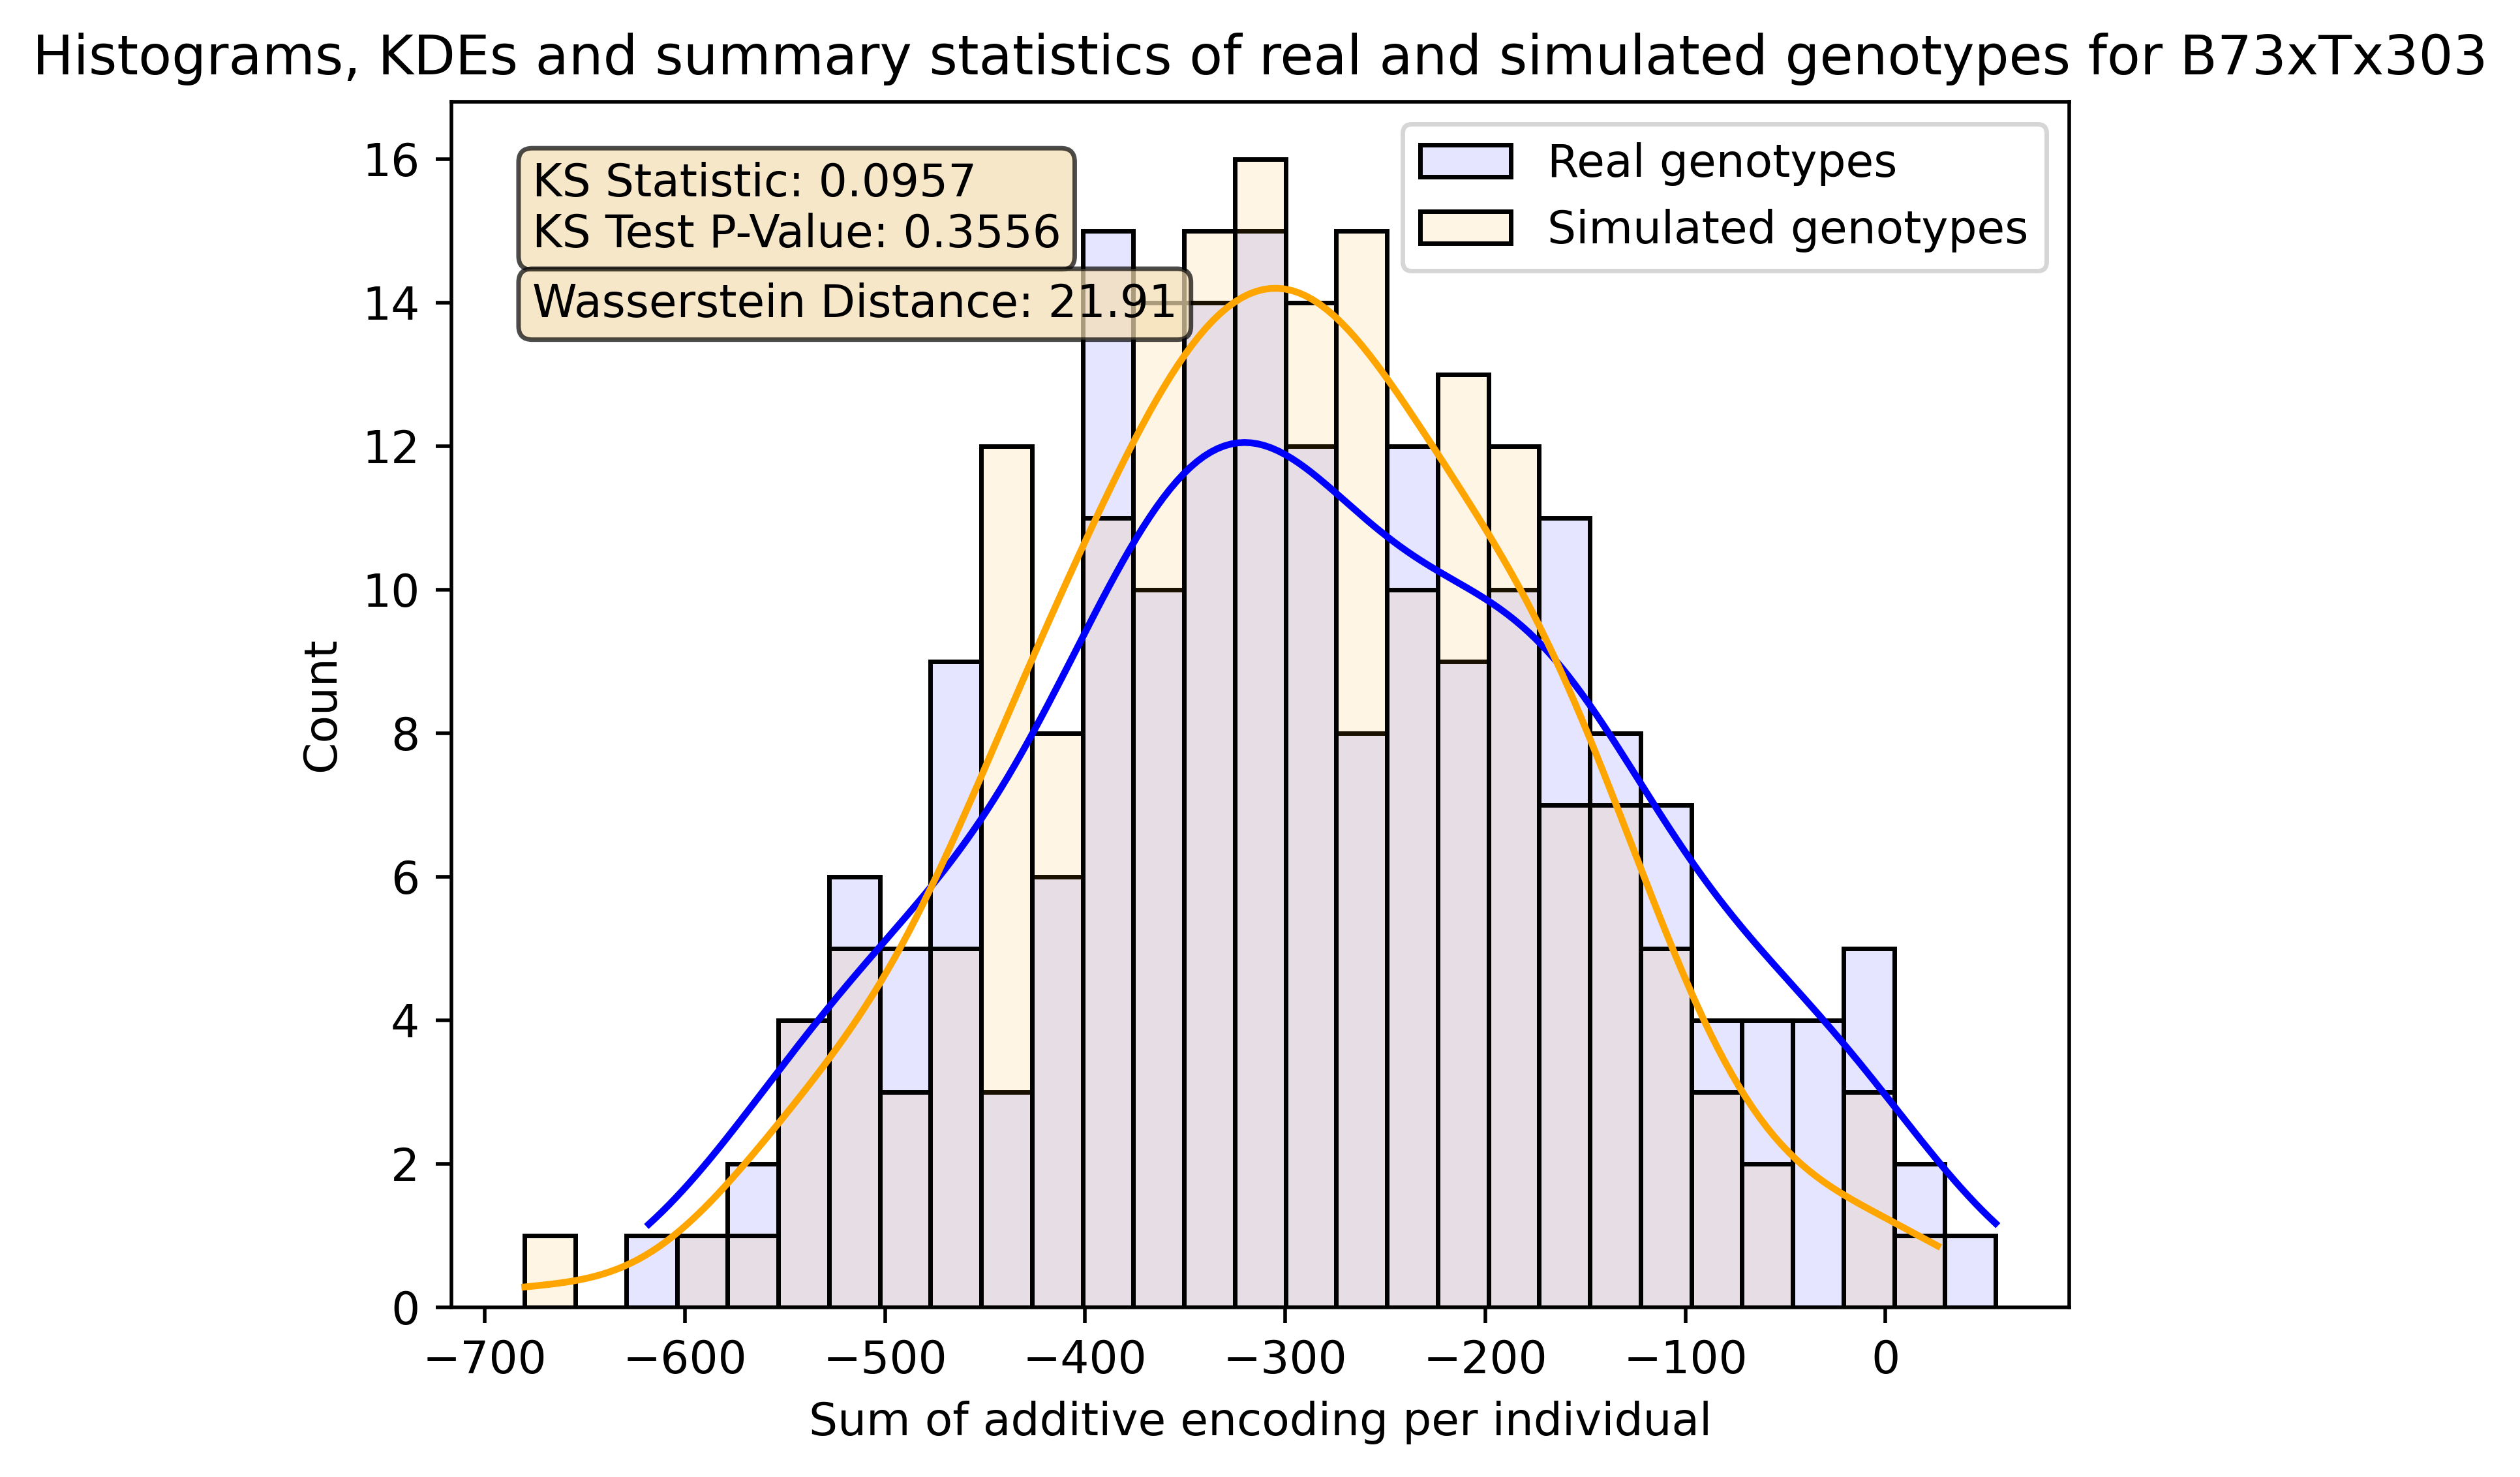 Histograms, KDEs and summary statistics of real and simulated genotypes for B73xTx303
KS Statistic: 0.0957
KS Test P-Value: 0.3556
Wasserstein Distance: 21.91
Real genotypes
Simulated genotypes
Count
16
14
12
10
8
6
4
2
0
−700 −600 −500 −400 −300 −200 −100 0
Sum of additive encoding per individual